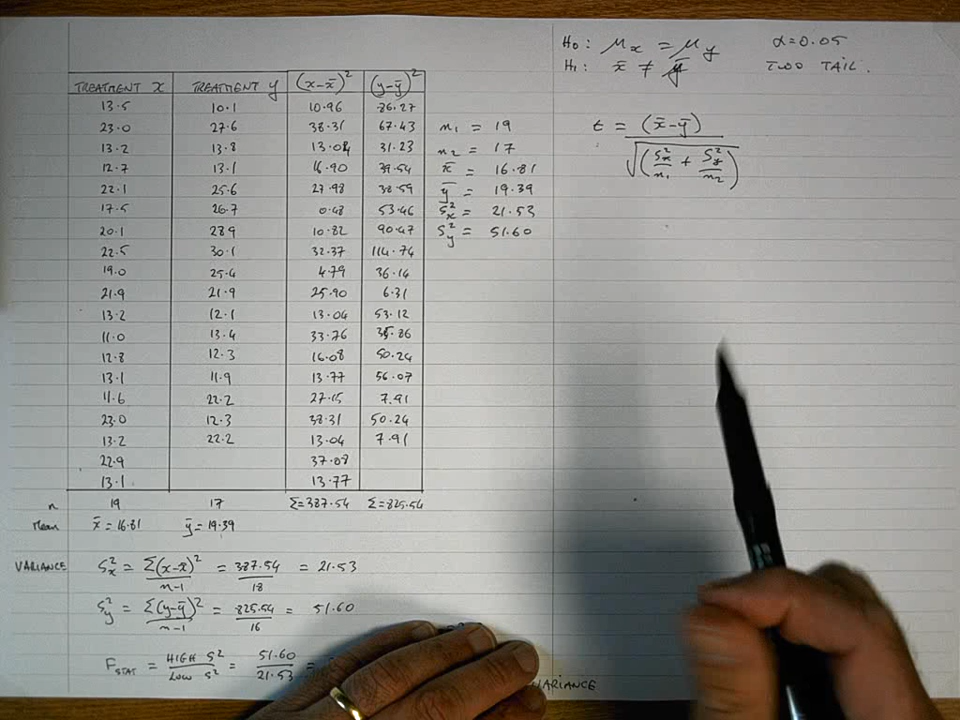 H₀: μx = μy α=0.05
H₁: x̄ ≠ ȳ TWO TAIL.
TREATMENT x TREATMENT y (x-x̄)² (y-ȳ)²
13.5 10.1 10.96 86.27
23.0 27.6 38.31 67.43
13.2 13.8 13.04 31.23
12.7 13.1 16.90 39.54
22.1 25.6 27.98 38.59
17.5 26.7 0.48 53.46
20.1 28.9 10.82 90.47
22.5 30.1 32.37 114.74
19.0 25.4 4.79 36.14
21.9 21.9 25.90 6.31
13.2 12.1 13.04 53.12
11.0 13.4 33.76 35.86
12.8 12.3 16.08 50.24
13.1 11.9 13.77 56.07
11.6 22.2 27.15 7.91
23.0 12.3 38.31 50.24
13.2 22.2 13.04 7.91
22.9 37.08
13.1 13.77
n 19 17 Σ=387.54 Σ=825.54
Mean x̄=16.81 ȳ=19.39
VARIANCE S²x = Σ(x-x̄)²/n-1 = 387.54/18 = 21.53
S²y = Σ(y-ȳ)²/n-1 = 825.54/16 = 51.60
F STAT = HIGH S²/LOW S² = 51.60/21.53 =
VARIANCE
n₁ = 19
n₂ = 17
x̄ = 16.81
ȳ = 19.39
S²x = 21.53
S²y = 51.60
t = (x̄-ȳ)/√(S²x/n₁ + S²y/n₂)